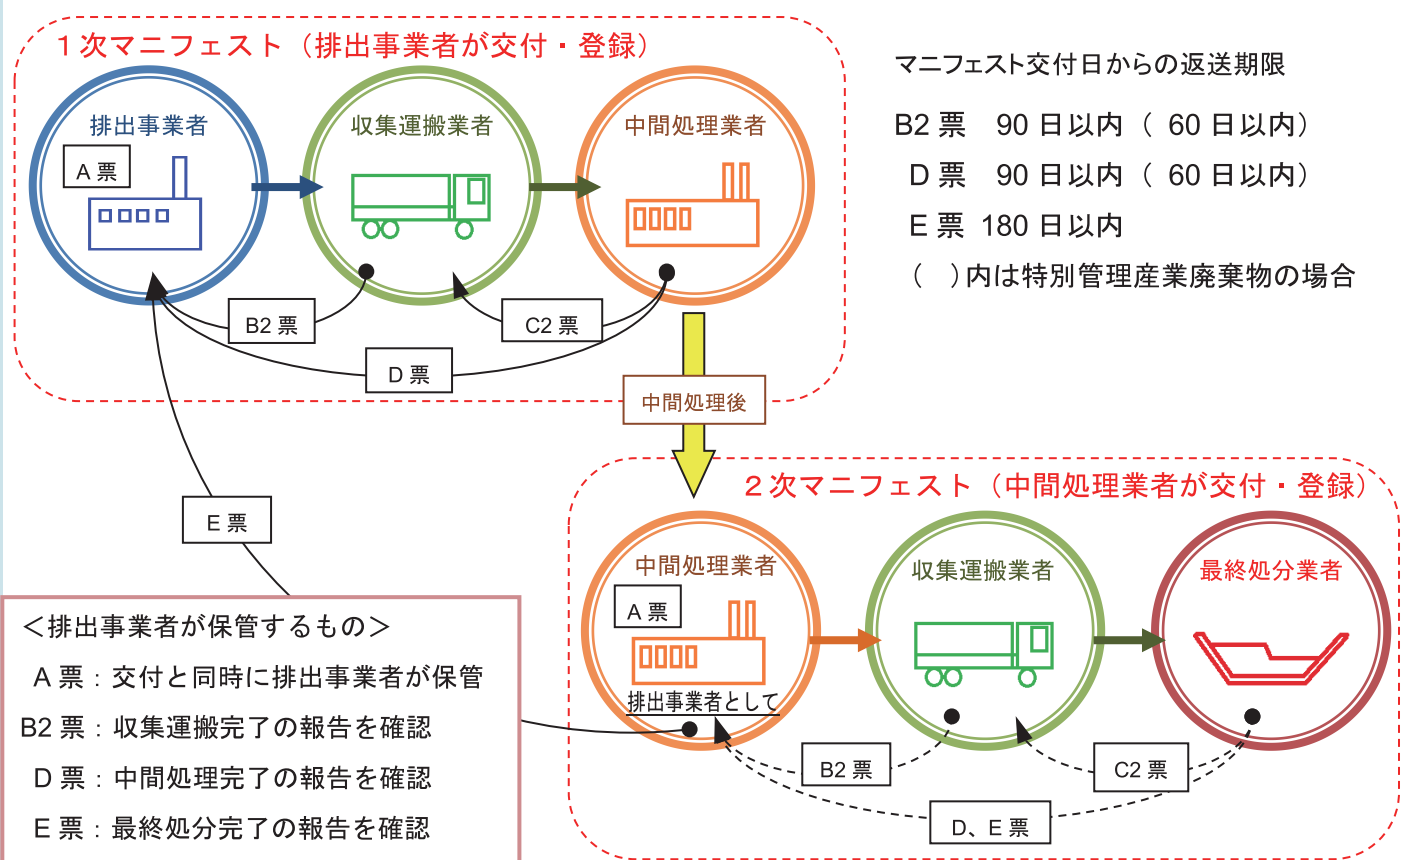 １次マニフェスト（排出事業者が交付・登録）
排出事業者
A 票
収集運搬業者
中間処理業者
B2 票
C2 票
D 票
マニフェスト交付日からの返送期限
B2 票　90 日以内（ 60 日以内）
D 票　90 日以内（ 60 日以内）
E 票 180 日以内
（　）内は特別管理産業廃棄物の場合
中間処理後
E 票
２次マニフェスト（中間処理業者が交付・登録）
中間処理業者
A 票
排出事業者として
収集運搬業者
最終処分業者
B2 票
C2 票
D、E 票
＜排出事業者が保管するもの＞
A 票：交付と同時に排出事業者が保管
B2 票：収集運搬完了の報告を確認
D 票：中間処理完了の報告を確認
E 票：最終処分完了の報告を確認